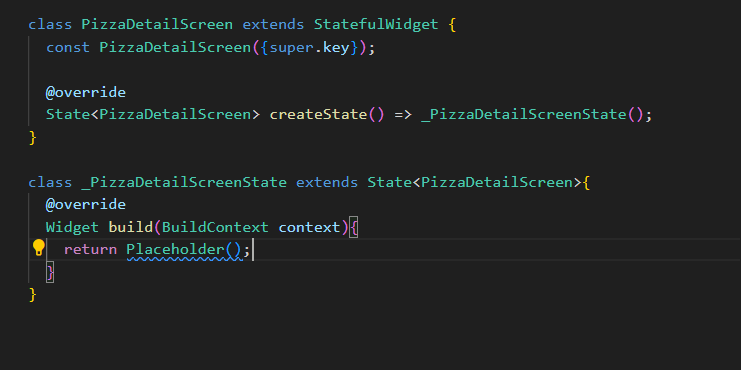 class PizzaDetailScreen extends StatefulWidget {
  const PizzaDetailScreen({super.key});

  @override
  State<PizzaDetailScreen> createState() => _PizzaDetailScreenState();
}

class _PizzaDetailScreenState extends State<PizzaDetailScreen>{
  @override
  Widget build(BuildContext context){
    return Placeholder();
  }
}